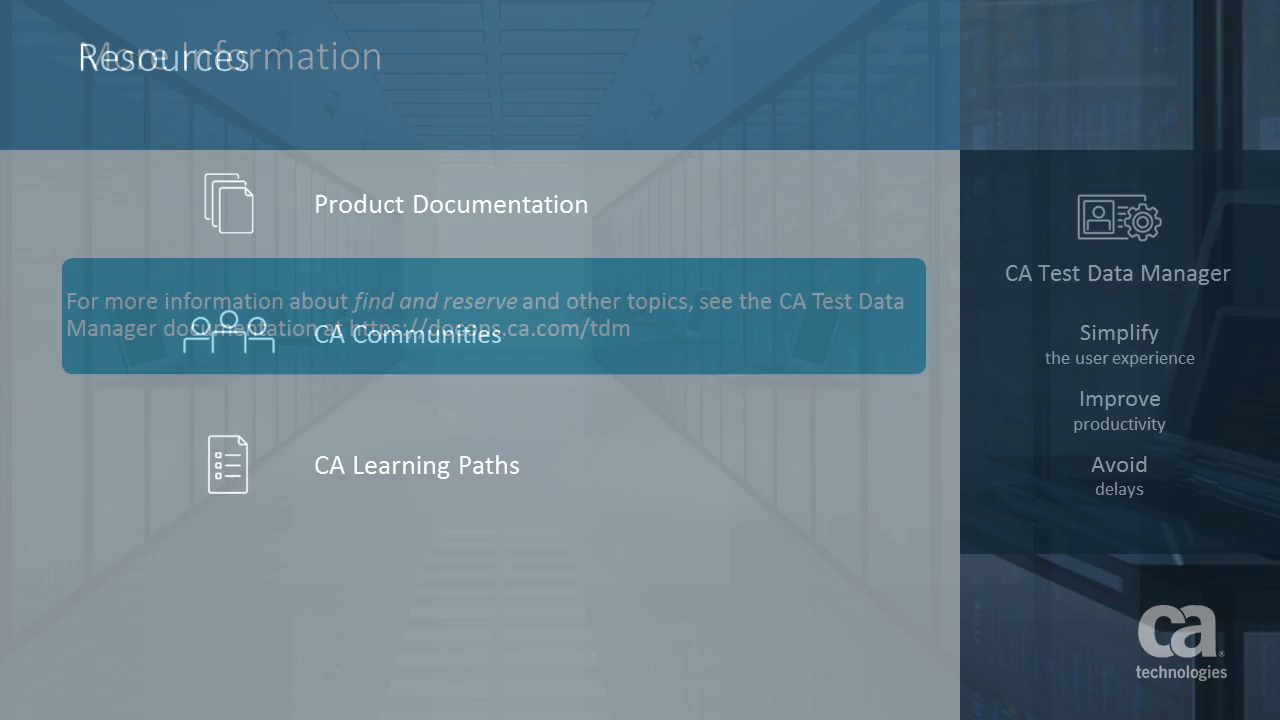 More Information
Resources
Product Documentation
For more information about find and reserve and other topics, see the CA Test Data
Manager documentation at https://docops.ca.com/tdm
CA Communities
CA Learning Paths
CA Test Data Manager
Simplify
the user experience
Improve
productivity
Avoid
delays
ca
technologies